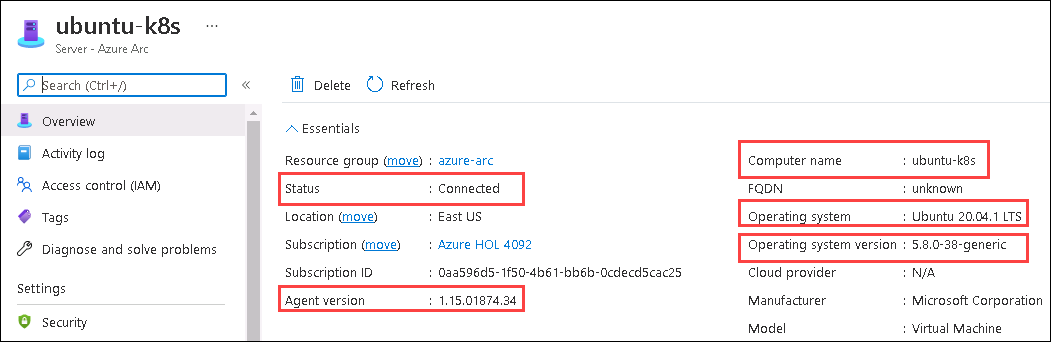 ubuntu-k8s ...
Server - Azure Arc
Search (Ctrl+/)
«
Overview
Activity log
Access control (IAM)
Tags
Diagnose and solve problems
Settings
Security
Delete
Refresh
Essentials
Resource group (move) : azure-arc
Status : Connected
Location (move) : East US
Subscription (move) : Azure HOL 4092
Subscription ID : 0aa596d5-1f50-4b61-bb6b-0cdecd5cac25
Agent version : 1.15.01874.34
Computer name : ubuntu-k8s
FQDN : unknown
Operating system : Ubuntu 20.04.1 LTS
Operating system version : 5.8.0-38-generic
Cloud provider : N/A
Manufacturer : Microsoft Corporation
Model : Virtual Machine